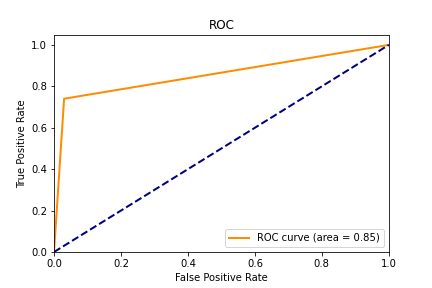 ROC
1.0
0.8
0.6
0.4
0.2
0.0
True Positive Rate
ROC curve (area = 0.85)
0.0 0.2 0.4 0.6 0.8 1.0
False Positive Rate